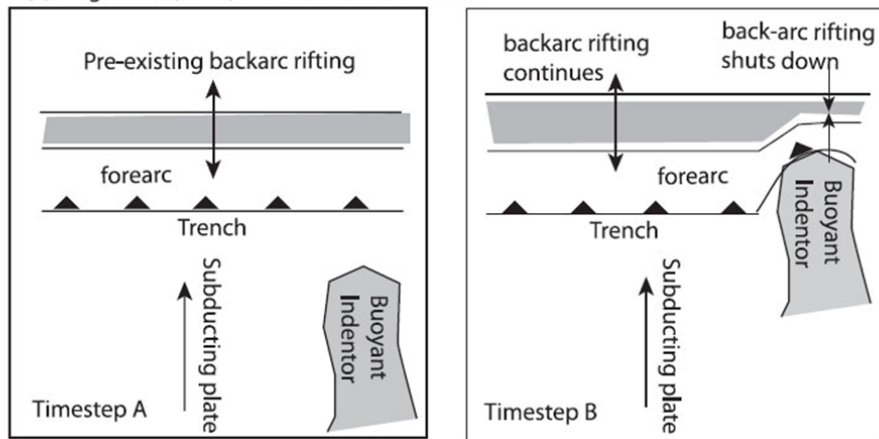 Pre-existing backarc rifting
forearc
Trench
Subducting plate
Buoyant
Indentor
Timestep A
backarc rifting
continues
back-arc rifting
shuts down
forearc
Trench
Subducting plate
Buoyant
Indentor
Timestep B